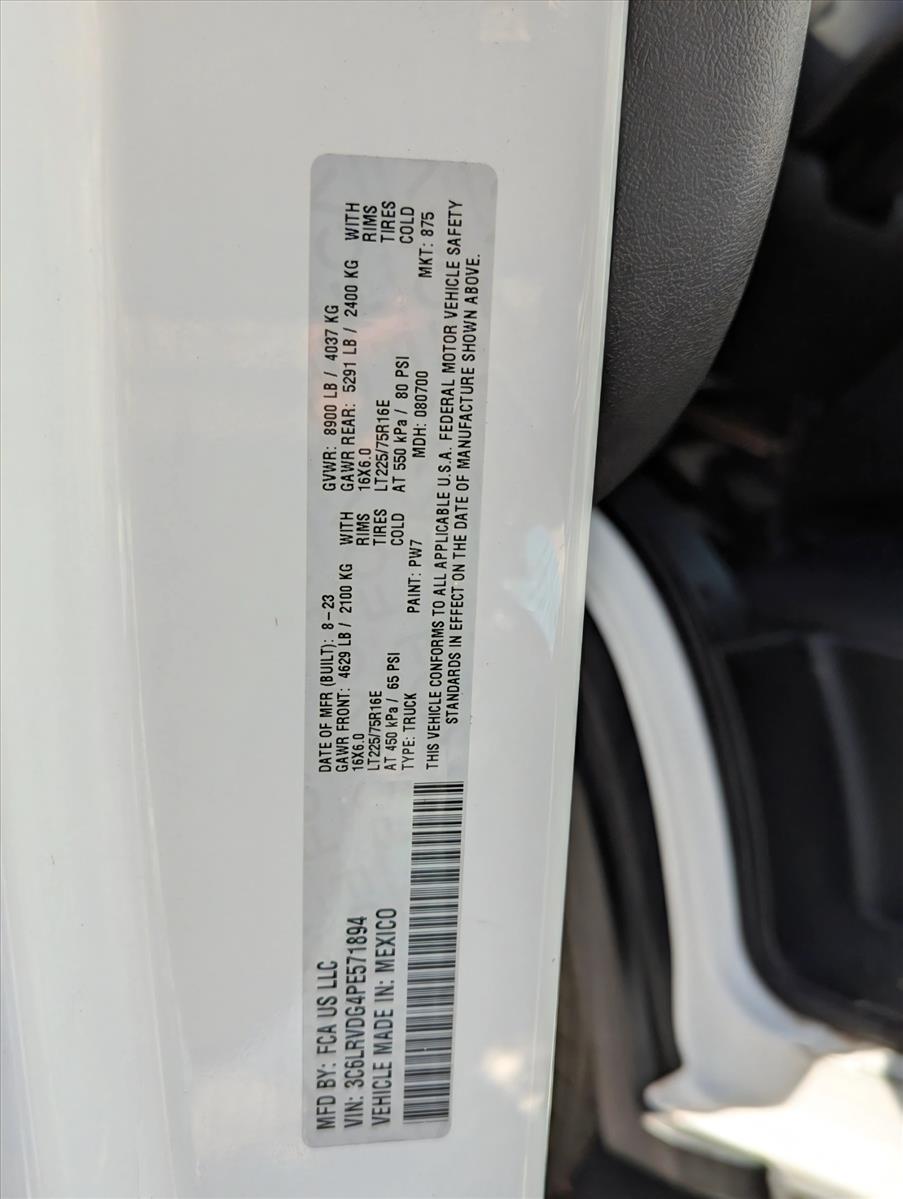 MFD BY: FCA US LLC
VIN: 3C6LRVDG4PE571894
VEHICLE MADE IN: MEXICO
DATE OF MFR (BUILT): 8-23 GVWR: 8900 LB / 4037 KG
GAWR FRONT: 4629 LB / 2100 KG WITH GAWR REAR: 5291 LB / 2400 KG WITH
16X6.0 RIMS 16X6.0 RIMS
LT225/75R16E TIRES LT225/75R16E TIRES
AT 450 kPa / 65 PSI COLD AT 550 kPa / 80 PSI COLD
TYPE: TRUCK PAINT: PW7 MDH: 080700 MKT: 875
THIS VEHICLE CONFORMS TO ALL APPLICABLE U.S.A. FEDERAL MOTOR VEHICLE SAFETY
STANDARDS IN EFFECT ON THE DATE OF MANUFACTURE SHOWN ABOVE.